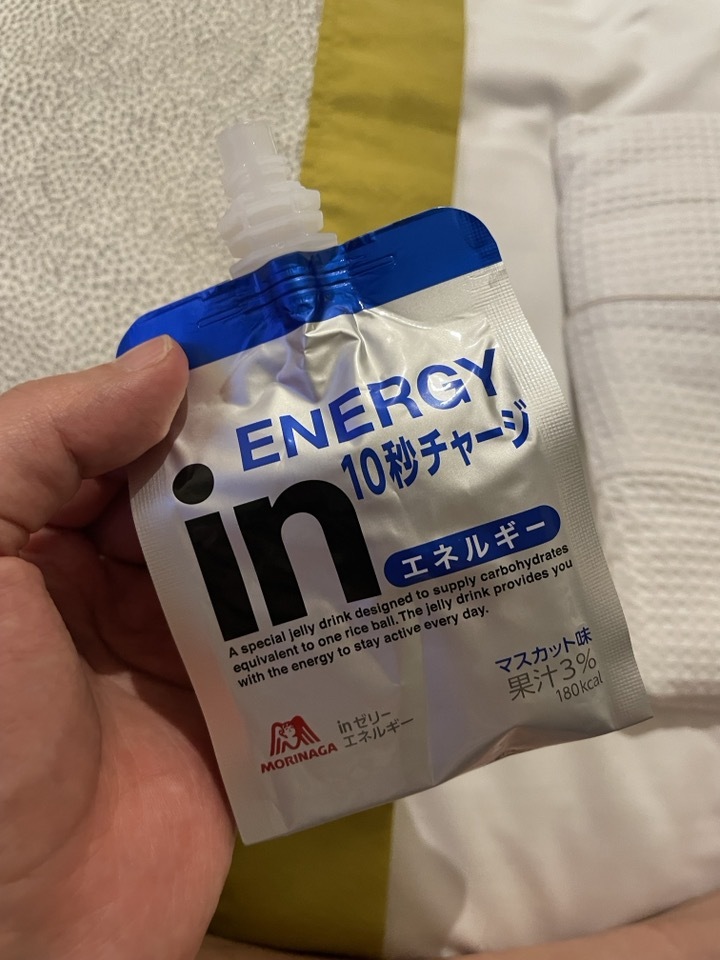 ENERGY
10秒チャージ
in
エネルギー
A special jelly drink designed to supply carbohydrates
equivalent to one rice ball. The jelly drink provides you
with the energy to stay active every day.
マスカット味
果汁3%
180kcal
MORINAGA
inゼリー
エネルギー